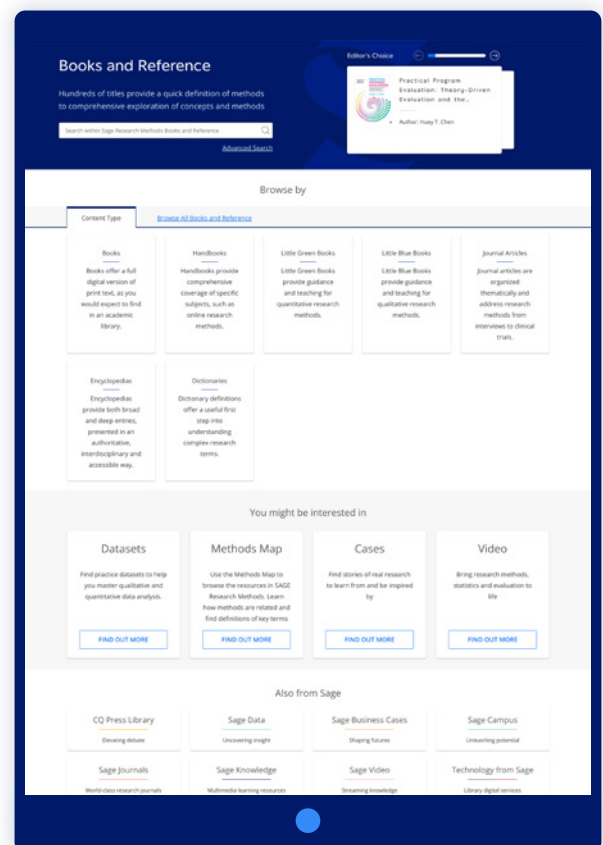 Books and Reference
Hundreds of titles provide a quick definition of methods
to comprehensive exploration of concepts and methods
Search within Sage Research Methods Books and Reference
Advanced Search
Editor's Choice
Practical Program
Evaluation: Theory-Driven
Evaluation and the…
Author: Huey T. Chen
Browse by
Content Type
Browse All Books and Reference
Books
Books offer a full
digital version of
print text, as you
would expect to find
in an academic
library.
Handbooks
Handbooks provide
comprehensive
coverage of specific
subjects, such as
online research
methods.
Little Green Books
Little Green Books
provide guidance
and teaching for
quantitative research
methods.
Little Blue Books
Little Blue Books
provide guidance
and teaching for
qualitative research
methods.
Journal Articles
Journal articles are
organized
thematically and
address research
methods from
interviews to clinical
trials.
Encyclopedias
Encyclopedias
provide both broad
and deep entries,
presented in an
authoritative,
interdisciplinary and
accessible way.
Dictionaries
Dictionary definitions
offer a useful first
step into
understanding
complex research
terms.
You might be interested in
Datasets
Find practice datasets to help
you master qualitative and
quantitative data analysis.
FIND OUT MORE
Methods Map
Use the Methods Map to
browse the resources in SAGE
Research Methods. Learn
how methods are related and
find definitions of key terms
FIND OUT MORE
Cases
Find stories of real research
to learn from and be inspired
by
FIND OUT MORE
Video
Bring research methods,
statistics and evaluation to
life
FIND OUT MORE
Also from Sage
CQ Press Library
Elevating debate
Sage Data
Uncovering insight
Sage Business Cases
Shaping futures
Sage Campus
Unleashing potential
Sage Journals
World-class research journals
Sage Knowledge
Multimedia learning resources
Sage Video
Streaming knowledge
Technology from Sage
Library digital services